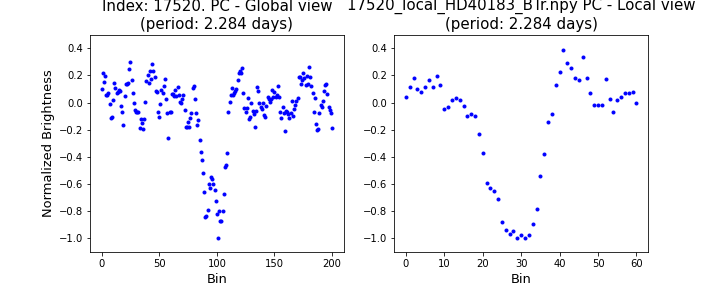 Index: 17520. PC - Global view
(period: 2.284 days)
17520_local_HD40183_BTr.npy PC - Local view
(period: 2.284 days)
Normalized Brightness
0.4
0.2
0.0
−0.2
−0.4
−0.6
−0.8
−1.0
0 50 100 150 200
Bin
0.4
0.2
0.0
−0.2
−0.4
−0.6
−0.8
−1.0
0 10 20 30 40 50 60
Bin